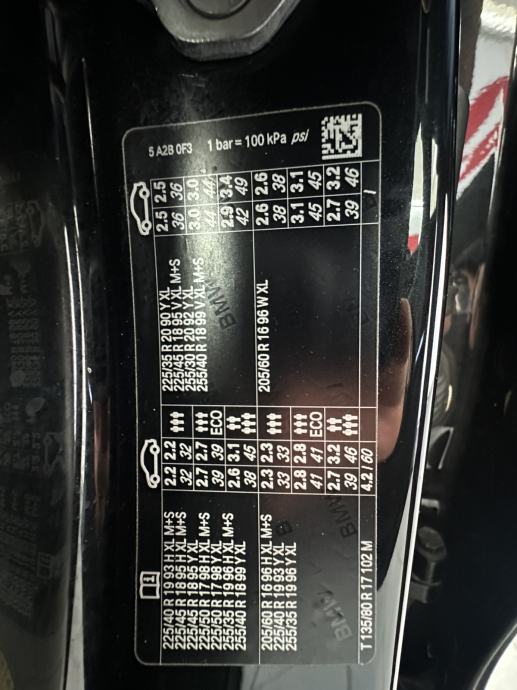 5 A2B 0F3 1 bar = 100 kPa psi
225/40 R 19 93 H XL M+S 2.2 2.2 225/35 R 20 90 Y XL 2.5 2.5
225/45 R 18 95 H XL M+S 32 32 225/45 R 18 95 V XL M+S 36 36
225/45 R 18 95 Y XL 2.7 2.7 255/30 R 20 92 Y XL 3.0 3.0
225/50 R 17 98 H XL M+S 39 39 255/40 R 18 99 V XL M+S 44 44
225/50 R 17 98 Y XL ECO
255/35 R 19 96 H XL M+S 2.6 3.1 2.9 3.4
255/40 R 18 99 Y XL 38 45 42 49
205/60 R 16 96 H XL M+S 2.3 2.3 205/60 R 16 96 W XL 2.6 2.6
225/40 R 19 93 Y XL 33 33 38 38
255/35 R 19 96 Y XL 2.8 2.8 3.1 3.1
41 41 ECO 45 45
2.7 3.2 2.7 3.2
39 46 39 46
T 135/80 R 17 102 M 4.2 / 60 /